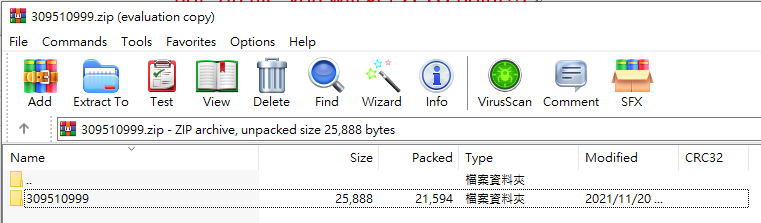 309510999.zip (evaluation copy)
File Commands Tools Favorites Options Help
Add Extract To Test View Delete Find Wizard Info VirusScan Comment SFX
309510999.zip - ZIP archive, unpacked size 25,888 bytes
Name Size Packed Type Modified CRC32
.. 檔案資料夾
309510999 25,888 21,594 檔案資料夾 2021/11/20 ...